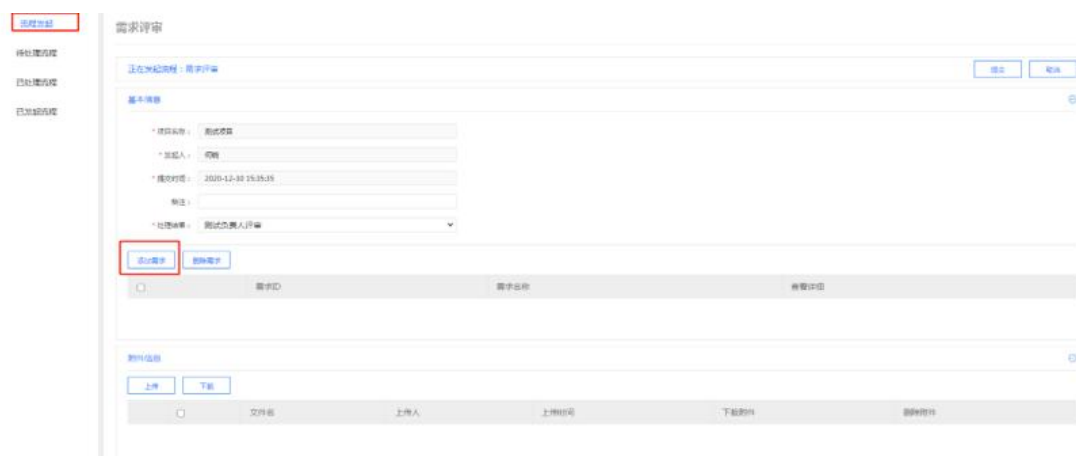 流程发起
待处理流程
已处理流程
已发起流程
需求评审
正在发起流程：需求评审
提交
取消
基本信息
*项目名称： 测试项目
*发起人：
*提交时间： 2020-12-30 15:35:35
备注：
*处理结果： 测试负责人评审
添加需求
删除需求
需求ID
需求名称
查看详细
附件信息
上传
下载
文件名
上传人
上传时间
下载附件
删除附件